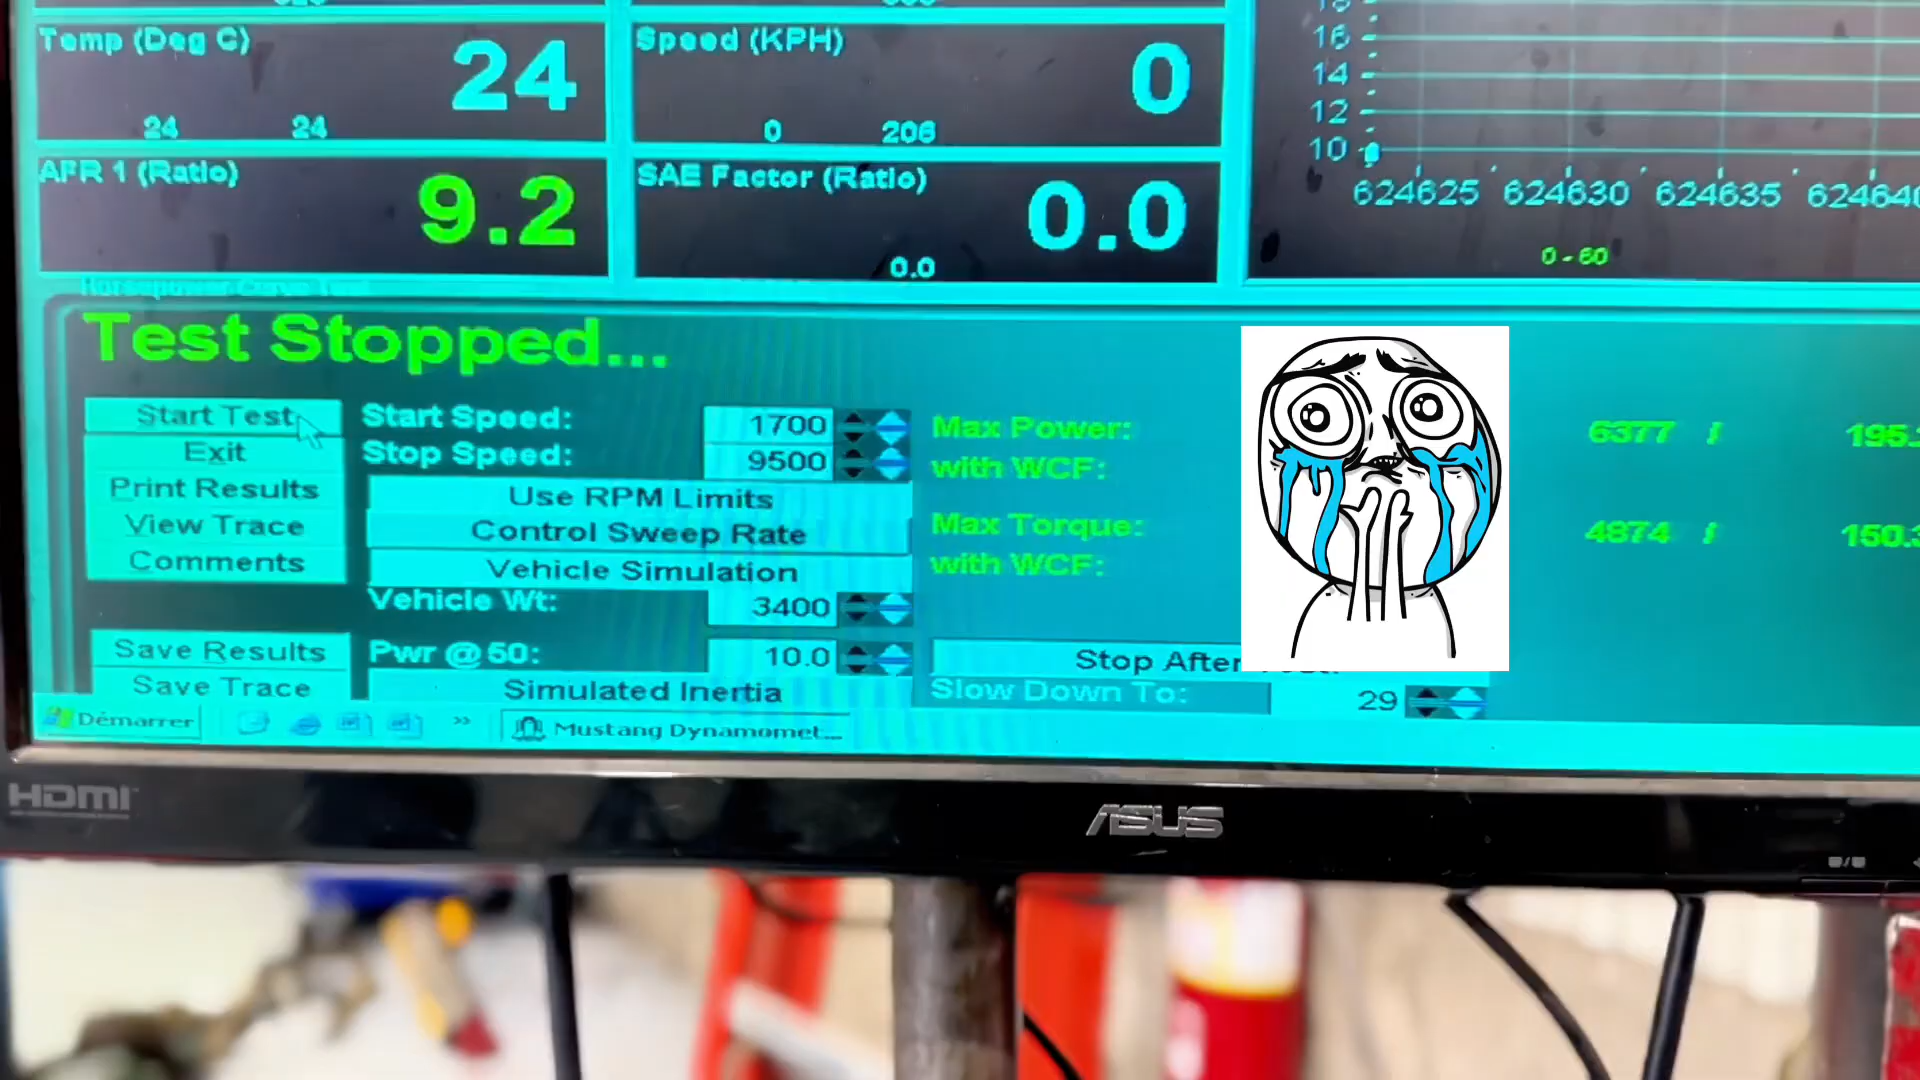 Temp (Deg C)
24
24 24
Speed (KPH)
0
0 206
AFR 1 (Ratio)
9.2
SAE Factor (Ratio)
0.0
0.0
16
14
12
10
624625 624630 624635 624640
0 - 60
Horsepower Curve Test
Test Stopped...
Start Test
Exit
Print Results
View Trace
Comments
Save Results
Save Trace
Start Speed: 1700
Stop Speed: 9500
Use RPM Limits
Control Sweep Rate
Vehicle Simulation
Vehicle Wt: 3400
Pwr @ 50: 10.0
Simulated Inertia
Max Power: 6377
with WCF:
Max Torque: 4874
with WCF:
Stop After
Slow Down To: 29
Démarrer
»
Mustang Dynamomet...
HDMI
ASUS